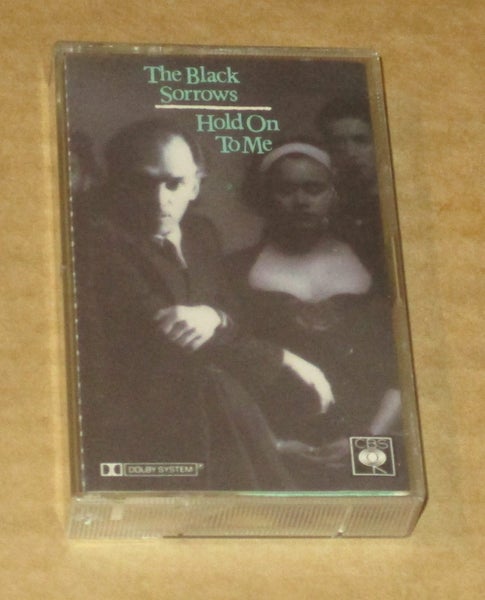 The Black
Sorrows
Hold On
To Me
DOLBY SYSTEM
CBS